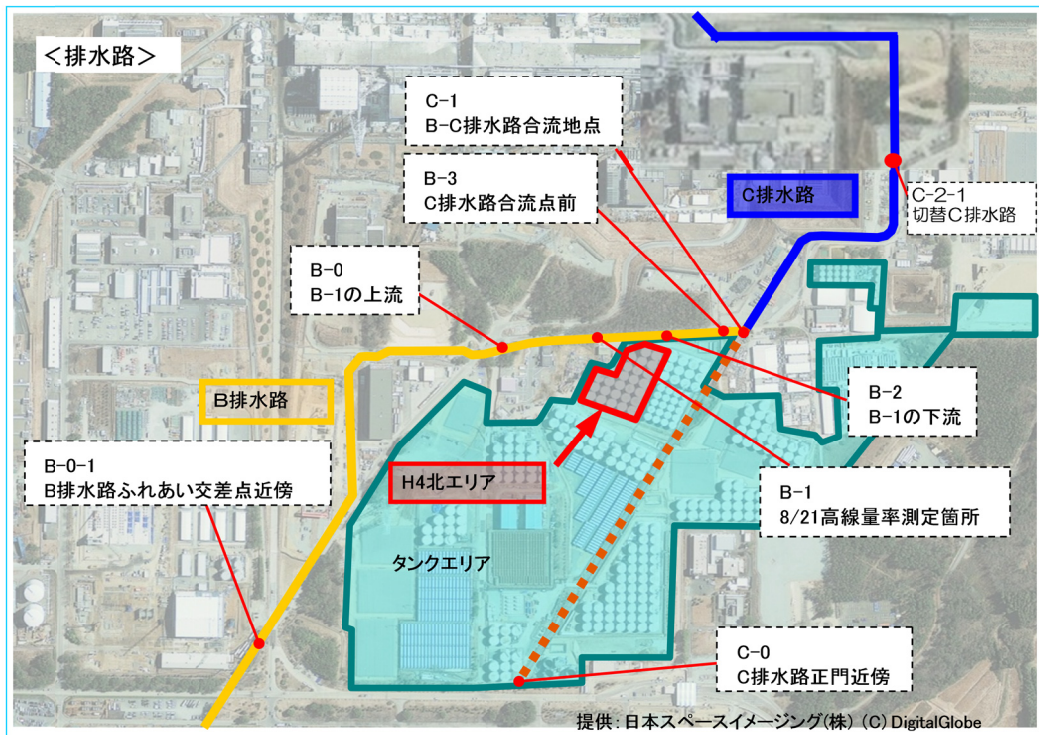 <排水路>
C-1
B-C排水路合流地点
B-3
C排水路合流点前
C排水路
C-2-1
切替C排水路
B-0
B-1の上流
B排水路
B-2
B-1の下流
B-0-1
B排水路ふれあい交差点近傍
H4北エリア
B-1
8/21高線量率測定箇所
タンクエリア
C-0
C排水路正門近傍
提供:日本スペースイメージング(株) (C)DigitalGlobe